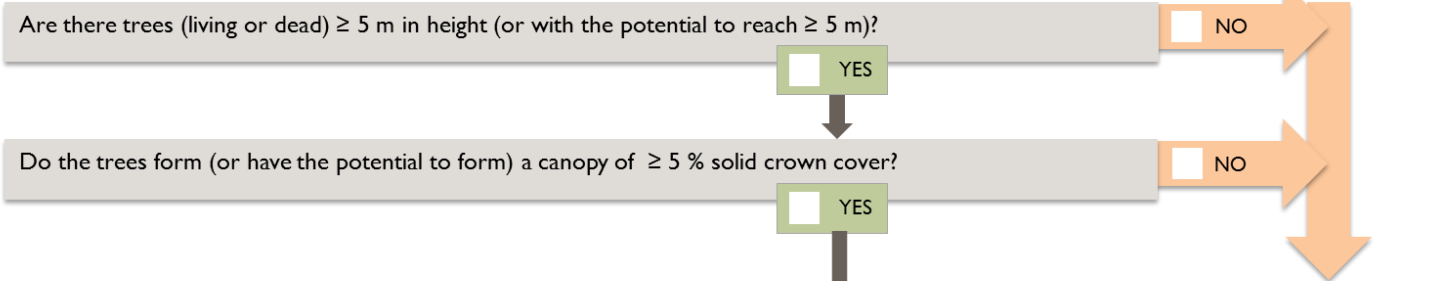 Are there trees (living or dead) ≥ 5 m in height (or with the potential to reach ≥ 5 m)?
NO
YES
Do the trees form (or have the potential to form) a canopy of ≥ 5 % solid crown cover?
NO
YES